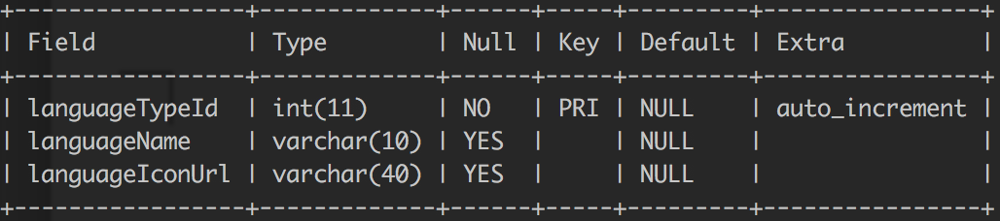 +-----------------+-------------+------+-----+---------+----------------+
| Field           | Type        | Null | Key | Default | Extra          |
+-----------------+-------------+------+-----+---------+----------------+
| languageTypeId  | int(11)     | NO   | PRI | NULL    | auto_increment |
| languageName    | varchar(10) | YES  |     | NULL    |                |
| languageIconUrl | varchar(40) | YES  |     | NULL    |                |
+-----------------+-------------+------+-----+---------+----------------+